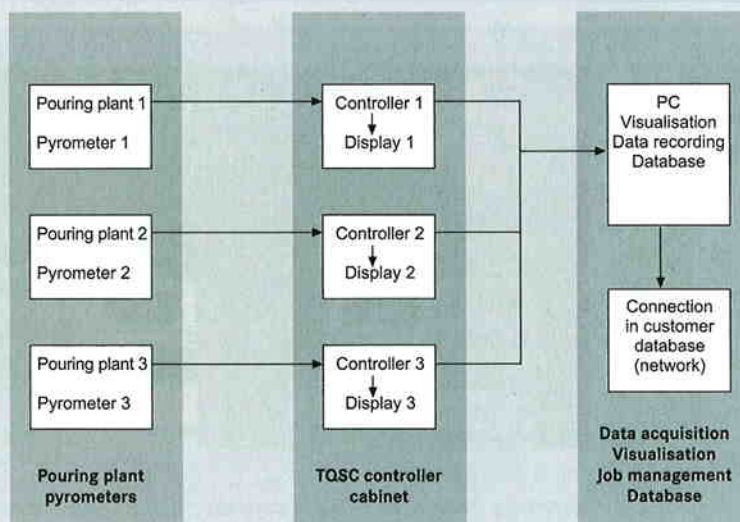 Pouring plant 1
Pyrometer 1
Controller 1
Display 1
PC
Visualisation
Data recording
Database
Pouring plant 2
Pyrometer 2
Controller 2
Display 2
Connection
in customer
database
(network)
Pouring plant 3
Pyrometer 3
Controller 3
Display 3
Pouring plant
pyrometers
TQSC controller
cabinet
Data acquisition
Visualisation
Job management
Database